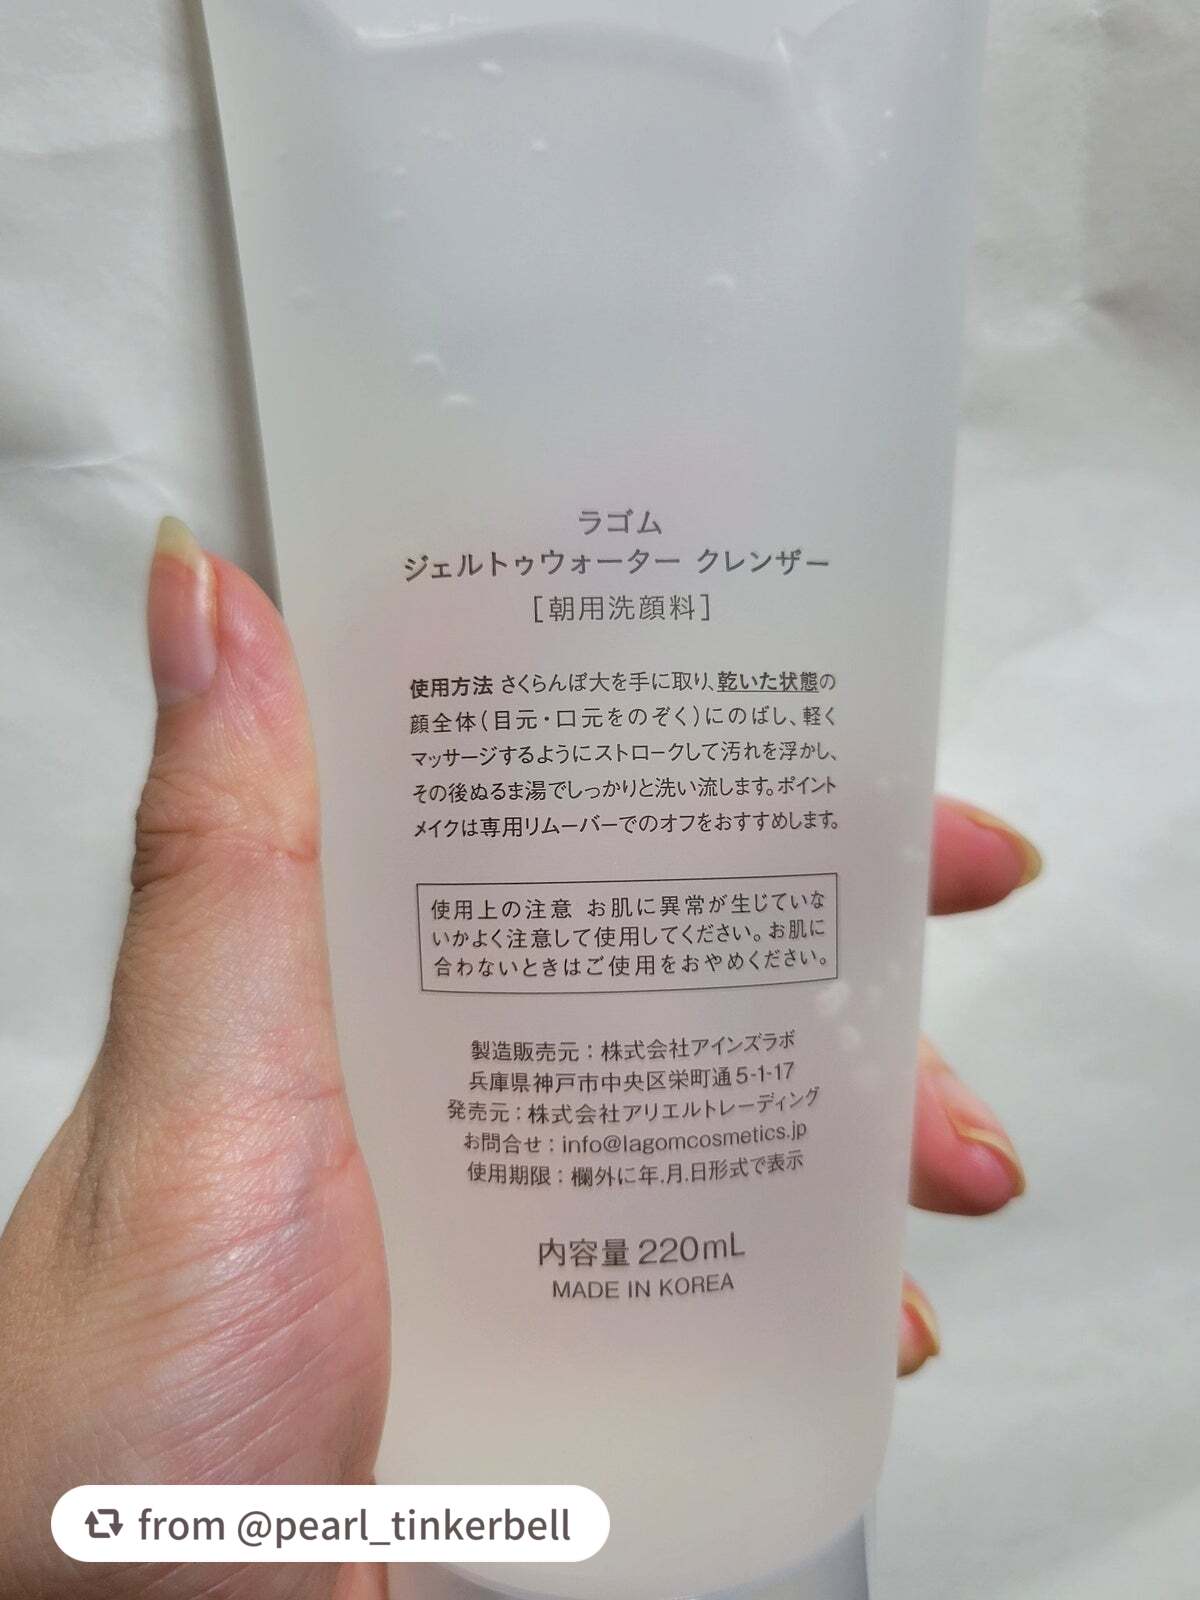 ラゴム
ジェルトゥウォーター クレンザー
[朝用洗顔料]
使用方法 さくらんぼ大を手に取り、乾いた状態の
顔全体(目元・口元をのぞく)にのばし、軽く
マッサージするようにストロークして汚れを浮かし、
その後ぬるま湯でしっかりと洗い流します。ポイント
メイクは専用リムーバーでのオフをおすすめします。
使用上の注意 お肌に異常が生じていな
いかよく注意して使用してください。お肌に
合わないときはご使用をおやめください。
製造販売元:株式会社アインズラボ
兵庫県神戸市中央区栄町通5-1-17
発売元:株式会社アリエルトレーディング
お問合せ:info@lagomcosmetics.jp
使用期限:欄外に年.月.日形式で表示
内容量 220mL
MADE IN KOREA
from @pearl_tinkerbell